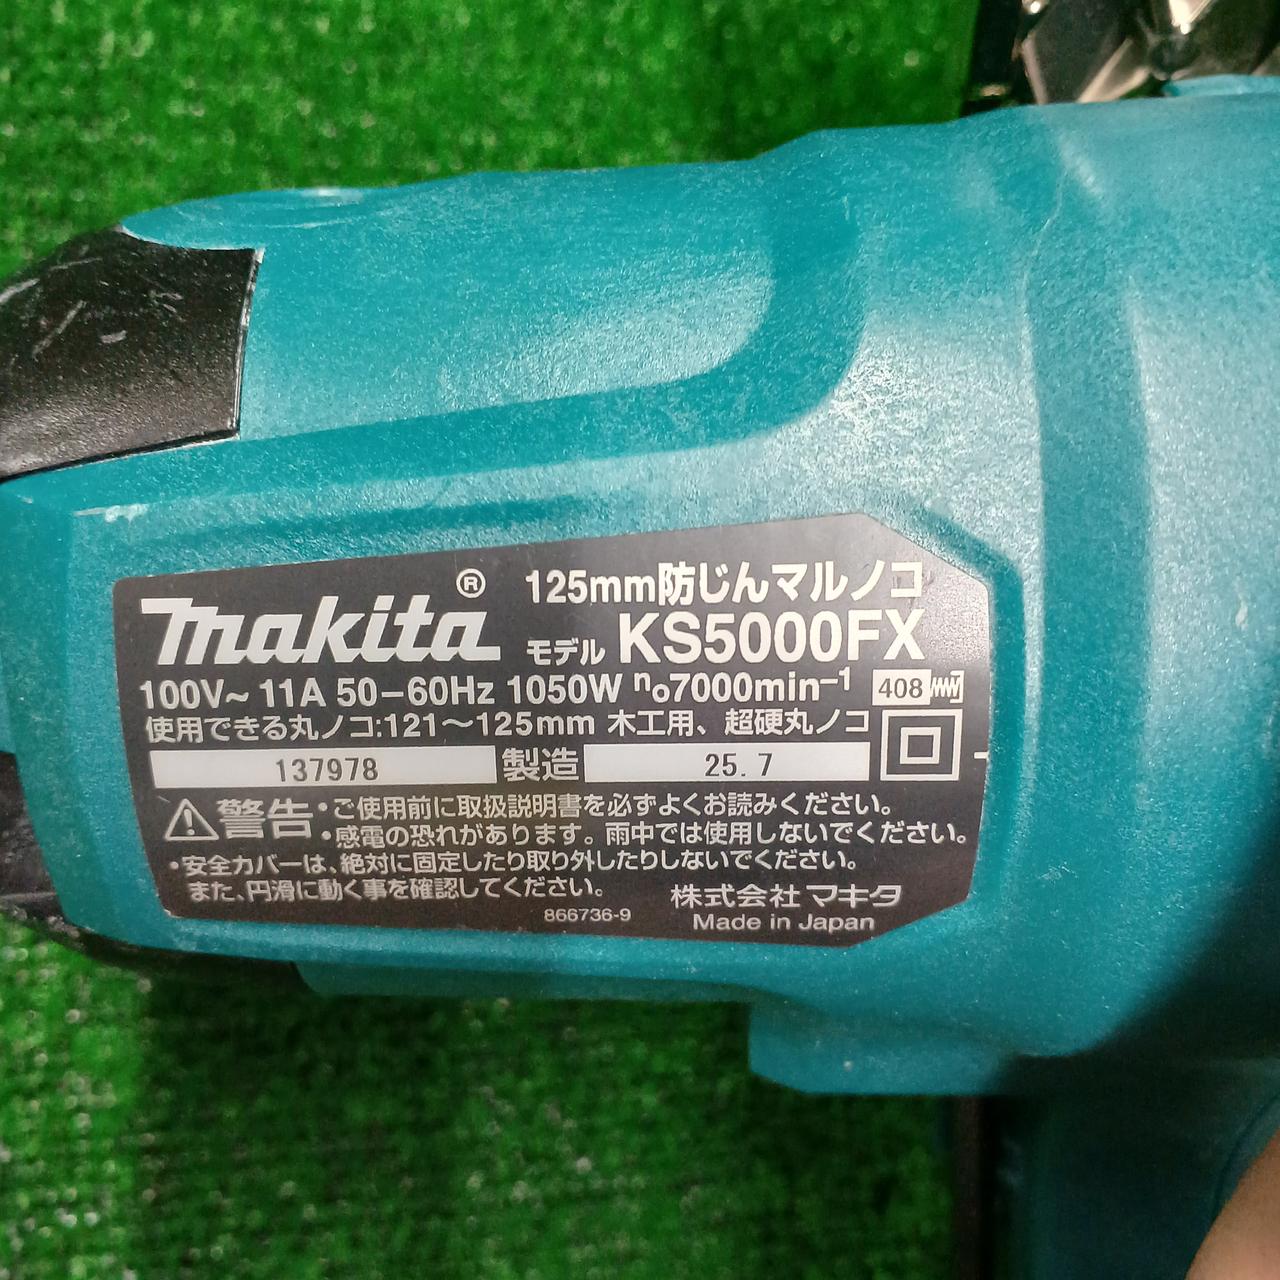 makita®
125mm防じんマルノコ
モデル KS5000FX
100V～ 11A 50-60Hz 1050W n₀7000min⁻¹ 408
使用できる丸ノコ:121～125mm 木工用、超硬丸ノコ
137978 製造 25.7
警告 •ご使用前に取扱説明書を必ずよくお読みください。
•感電の恐れがあります。雨中では使用しないでください。
•安全カバーは、絶対に固定したり取り外したりしないでください。
また、円滑に動く事を確認してください。
866736-9
株式会社 マキタ
Made in Japan